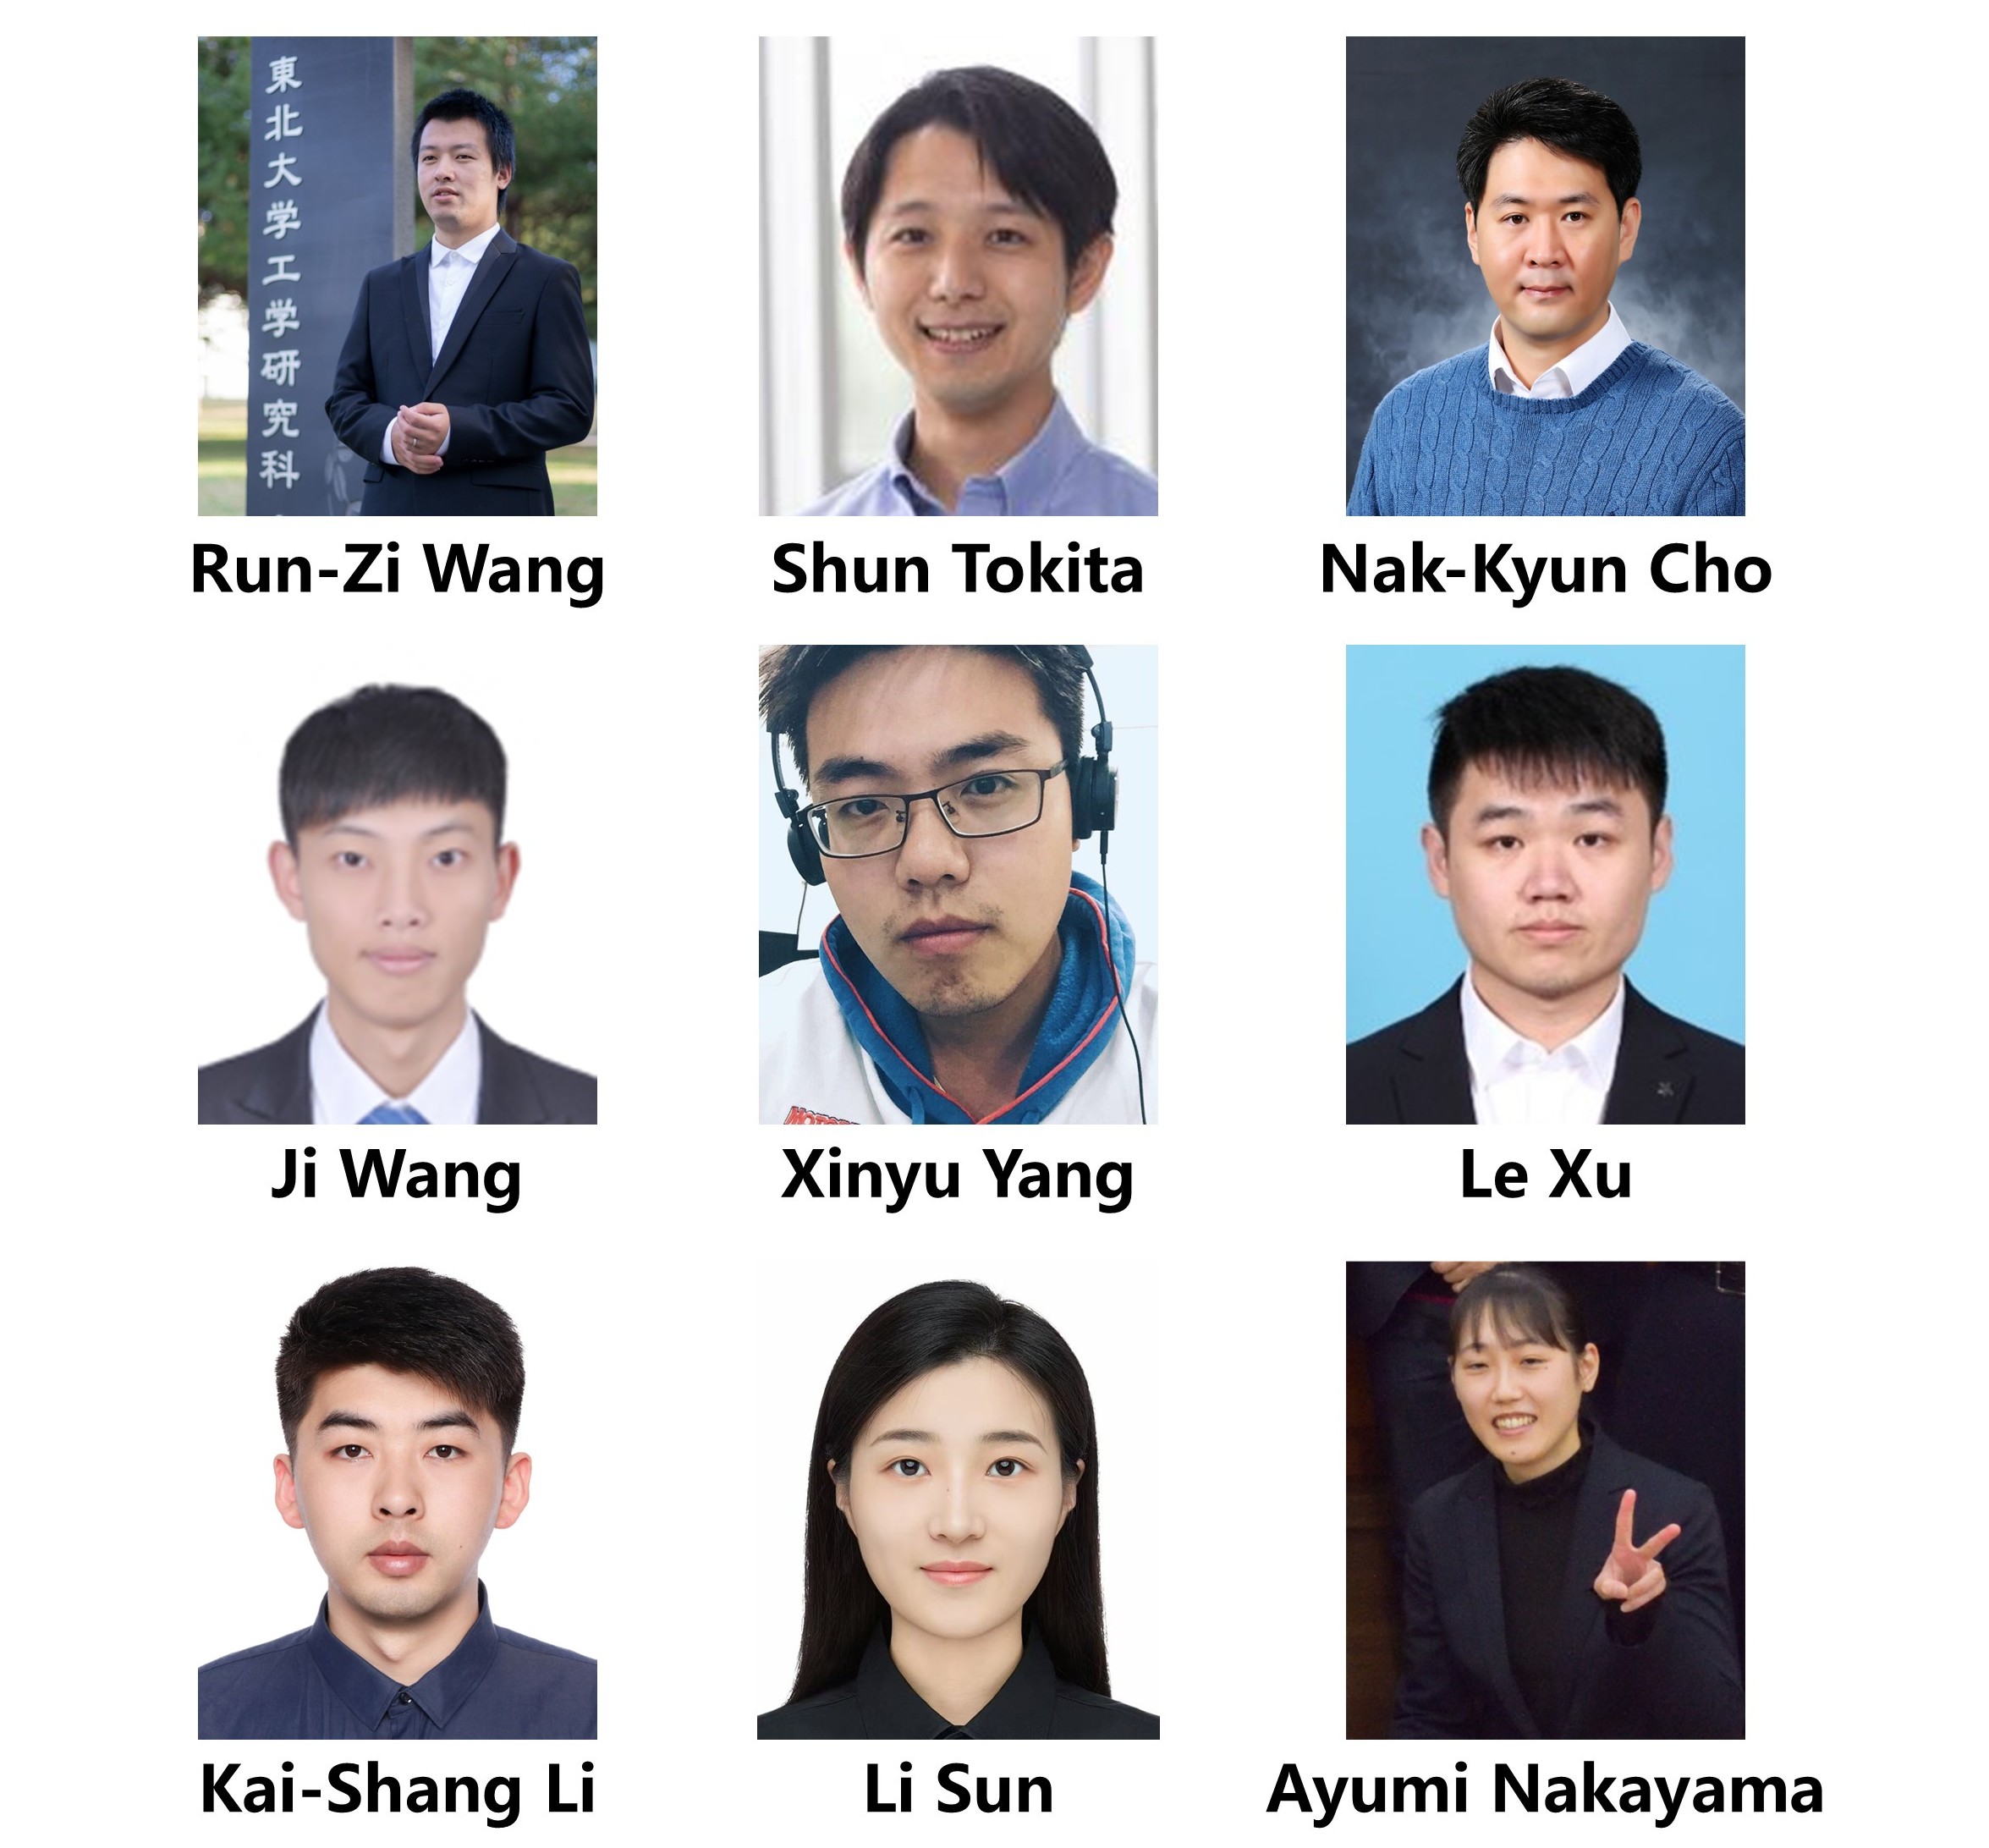 東北大学工学研究科
Run-Zi Wang
Shun Tokita
Nak-Kyun Cho
Ji Wang
Xinyu Yang
Le Xu
Kai-Shang Li
Li Sun
Ayumi Nakayama